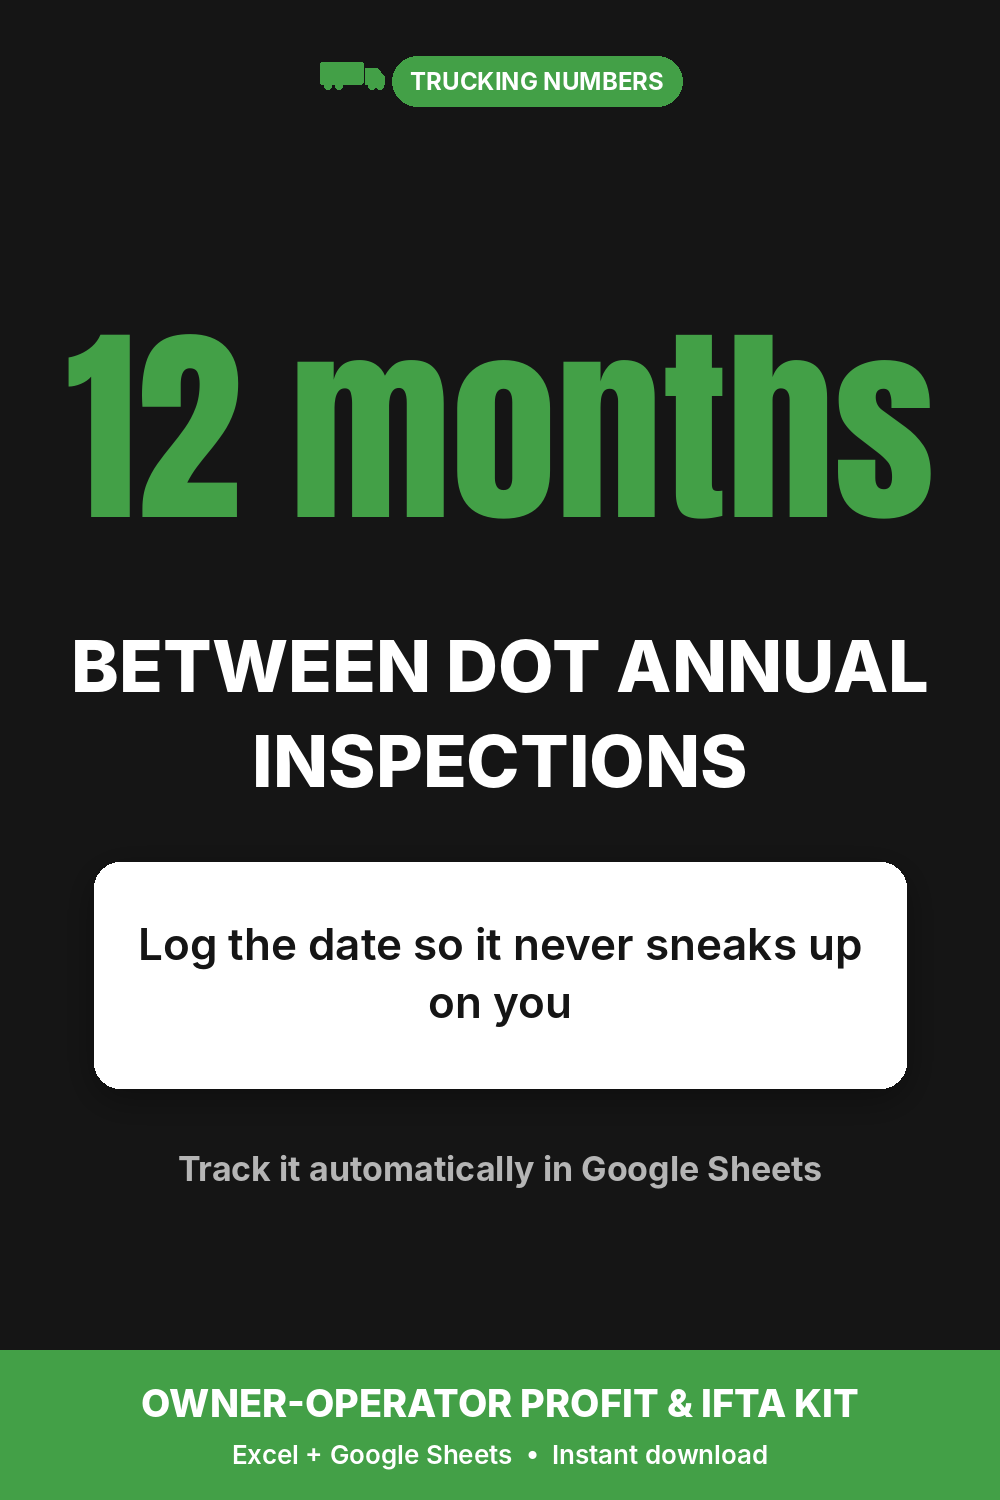 TRUCKING NUMBERS
12 months
BETWEEN DOT ANNUAL
INSPECTIONS
Log the date so it never sneaks up
on you
Track it automatically in Google Sheets
OWNER-OPERATOR PROFIT & IFTA KIT
Excel + Google Sheets • Instant download